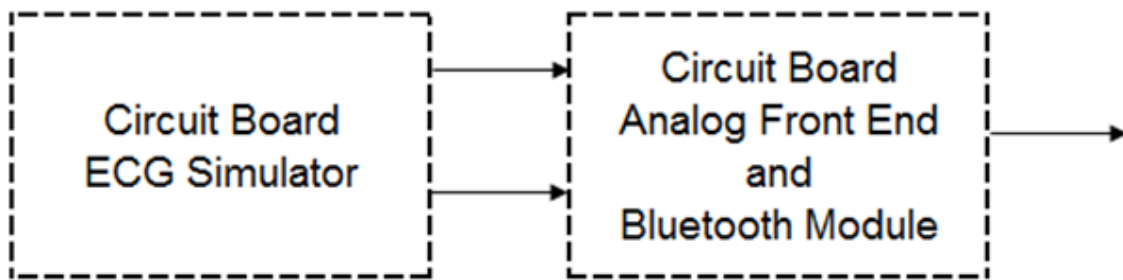 Circuit Board
ECG Simulator
Circuit Board
Analog Front End
and
Bluetooth Module